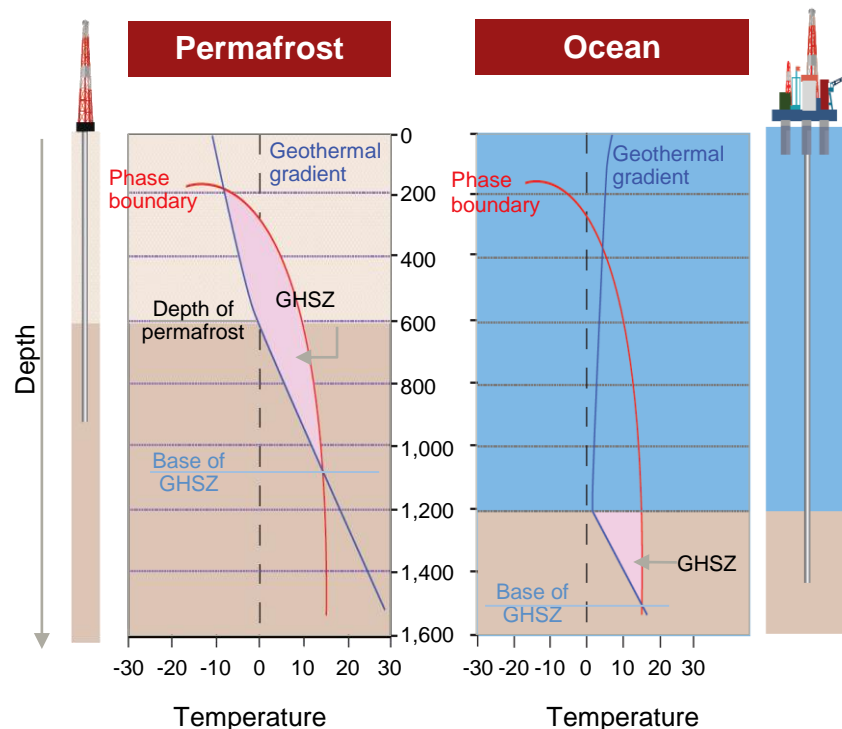 Permafrost
Ocean
Depth
Geothermal
gradient
Phase
boundary
GHSZ
Depth of
permafrost
Base of
GHSZ
0
200
400
600
800
1,000
1,200
1,400
1,600
-30 -20 -10 0 10 20 30
Temperature
Geothermal
gradient
Phase
boundary
GHSZ
Base of
GHSZ
-30 -20 -10 0 10 20 30
Temperature